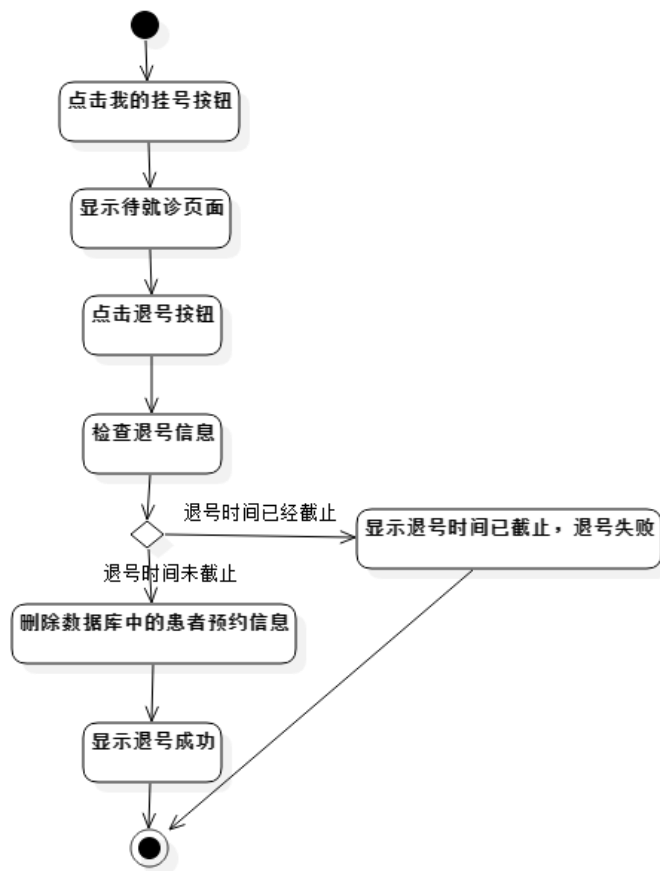 点击我的挂号按钮
显示待就诊页面
点击退号按钮
检查退号信息
退号时间已经截止
显示退号时间已截止，退号失败
退号时间未截止
删除数据库中的患者预约信息
显示退号成功